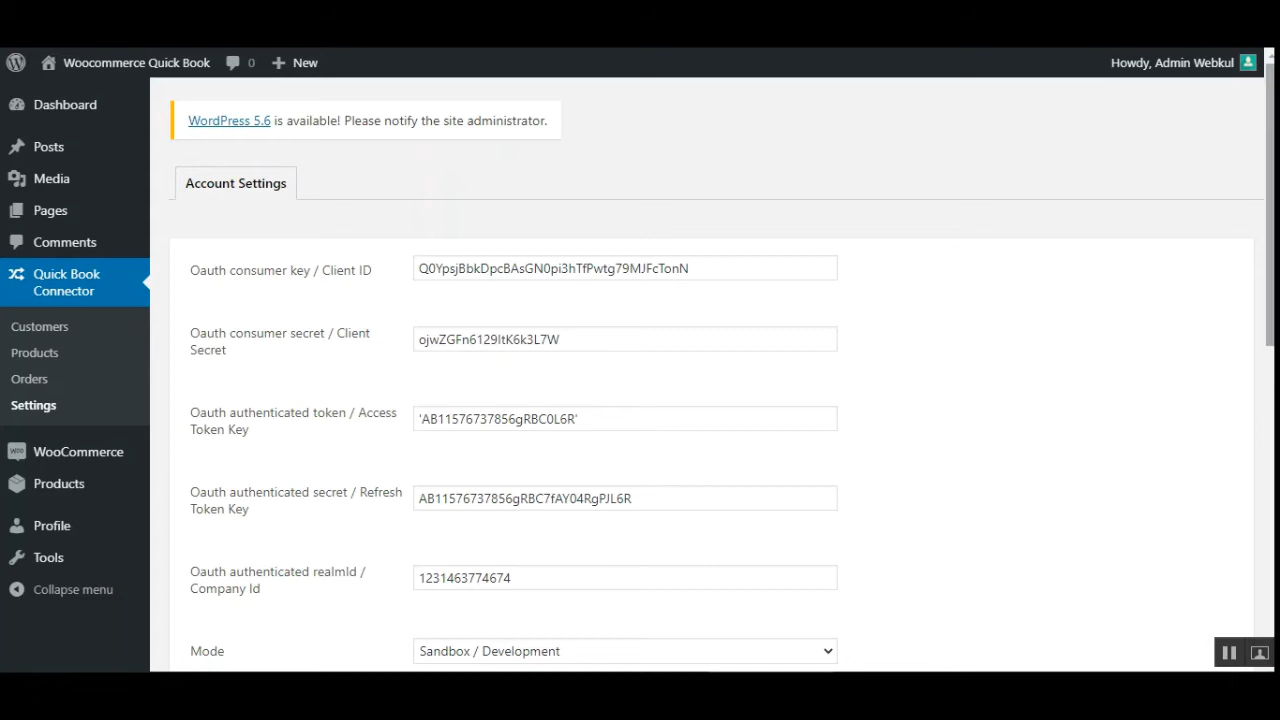 Woocommerce Quick Book 0 New Howdy, Admin Webkul
Dashboard
Posts
Media
Pages
Comments
Quick Book
Connector
Customers
Products
Orders
Settings
WOO WooCommerce
Products
Profile
Tools
Collapse menu
WordPress 5.6 is available! Please notify the site administrator.
Account Settings
Oauth consumer key / Client ID
Q0YpsjBbkDpcBAsGN0pi3hTfPwtg79MJFcTonN
Oauth consumer secret / Client
Secret
ojwZGFn6129ItK6k3L7W
Oauth authenticated token / Access
Token Key
'AB11576737856gRBC0L6R'
Oauth authenticated secret / Refresh
Token Key
AB11576737856gRBC7fAY04RgPJL6R
Oauth authenticated realmId /
Company Id
1231463774674
Mode
Sandbox / Development